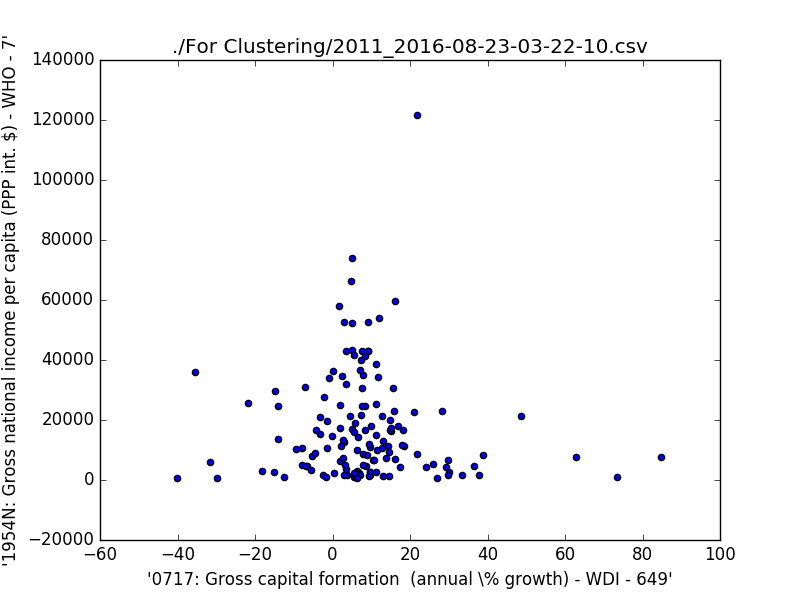 ./For Clustering/2011_2016-08-23-03-22-10.csv
140000
120000
100000
80000
60000
40000
20000
0
−20000
−60 −40 −20 0 20 40 60 80 100
'0717: Gross capital formation  (annual \% growth) - WDI - 649'
'1954N: Gross national income per capita (PPP int. $) - WHO - 7'